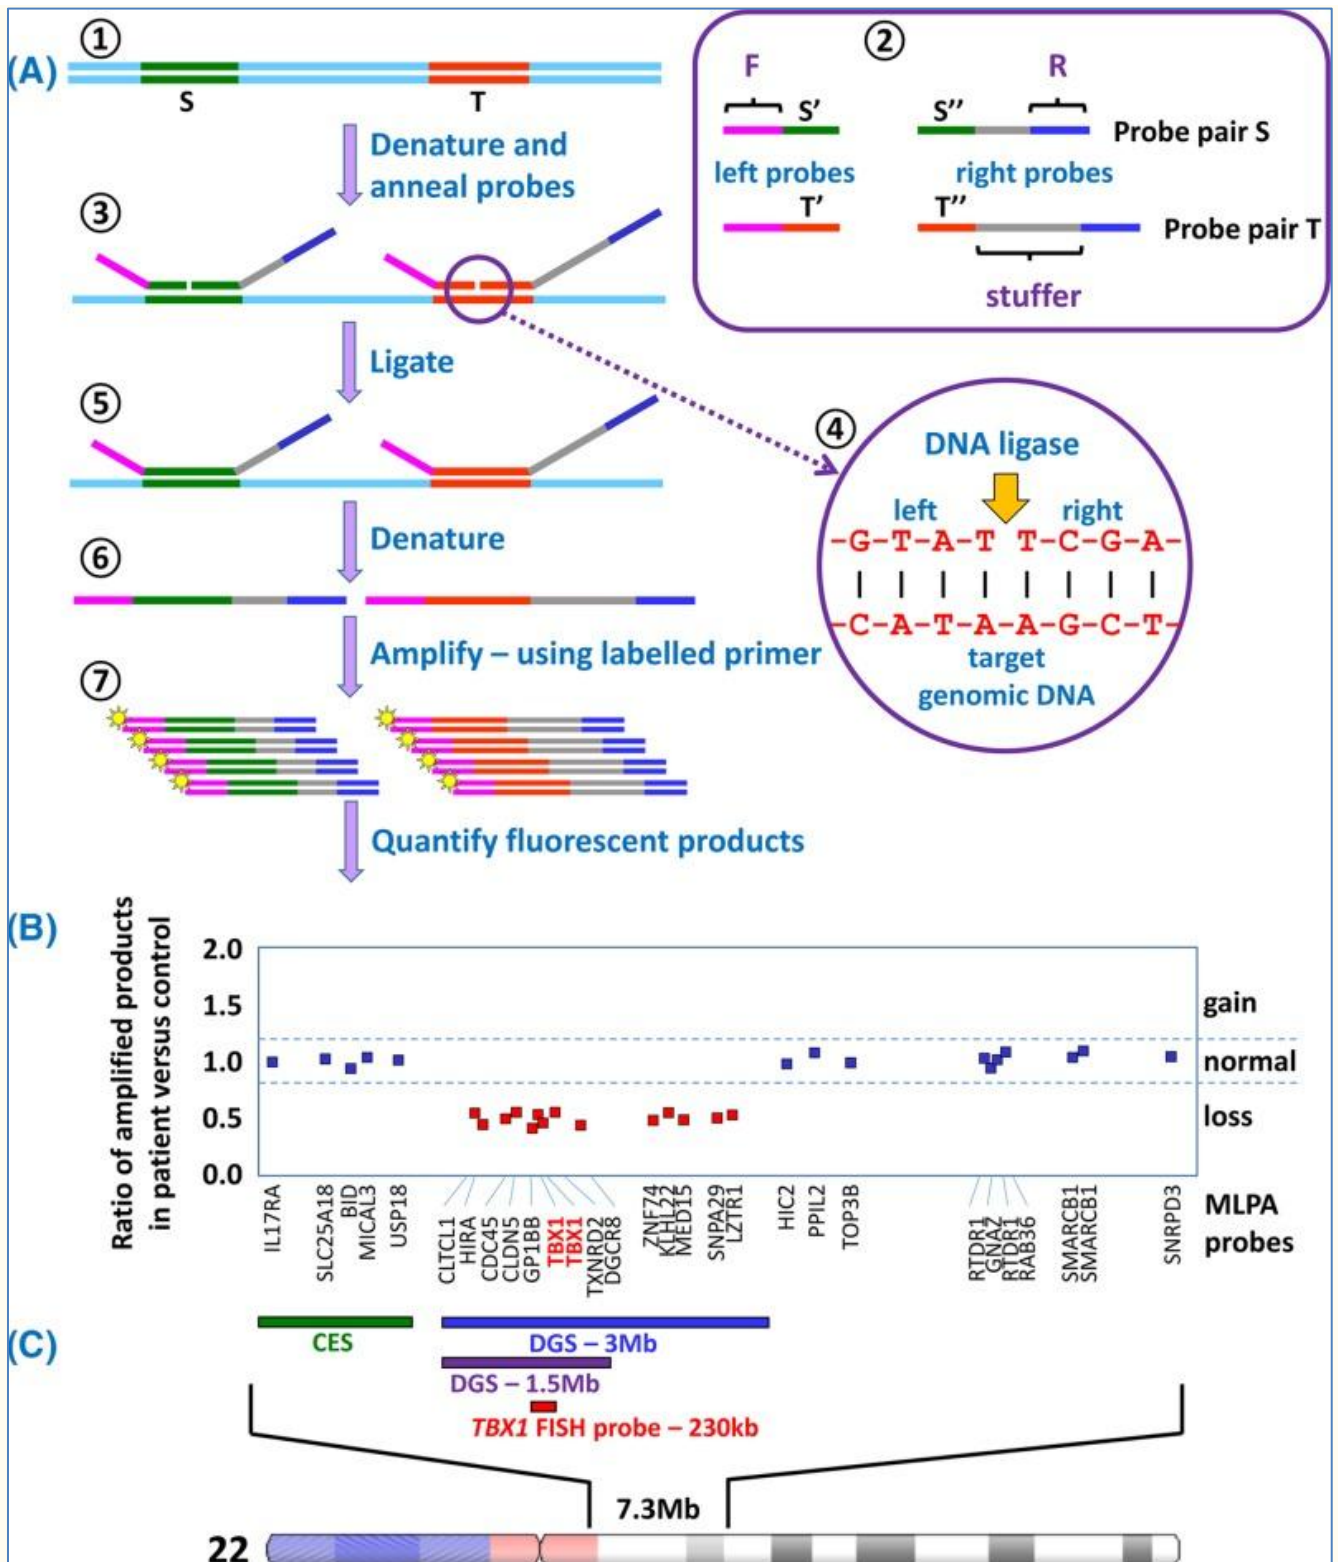 (A)
①
S
T
②
F
R
S’
S’’
Probe pair S
left probes
right probes
T’
T’’
Probe pair T
stuffer
Denature and
anneal probes
③
Ligate
④
DNA ligase
left
right
-G-T-A-T T-C-G-A-
-C-A-T-A-A-G-C-T-
target
genomic DNA
⑤
Denature
⑥
Amplify – using labelled primer
⑦
Quantify fluorescent products
(B)
Ratio of amplified products
in patient versus control
2.0
1.5
1.0
0.5
0.0
gain
normal
loss
MLPA
probes
IL17RA
SLC25A18
BID
MICAL3
USP18
CLTCL1
HIRA
CDC45
CLDN5
GP1BB
TBX1
TBX1
TXNRD2
DGCR8
ZNF74
KLHL22
MED15
SNPA29
LZTR1
HIC2
PPIL2
TOP3B
RTDR1
GNAZ
RTDR1
RAB36
SMARCB1
SMARCB1
SNRPD3
(C)
CES
DGS – 3Mb
DGS – 1.5Mb
TBX1 FISH probe – 230kb
7.3Mb
22